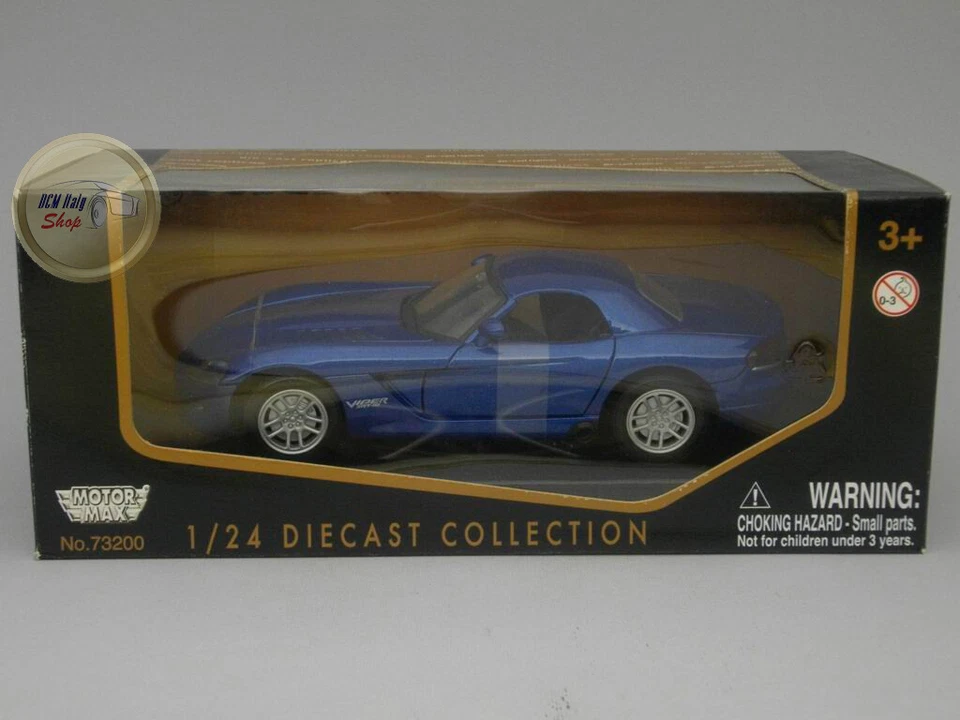 DCM Italy
Shop
3+
0-3
VIPER
MOTOR
MAX
No.73200
1/24 DIECAST COLLECTION
WARNING:
CHOKING HAZARD - Small parts.
Not for children under 3 years.